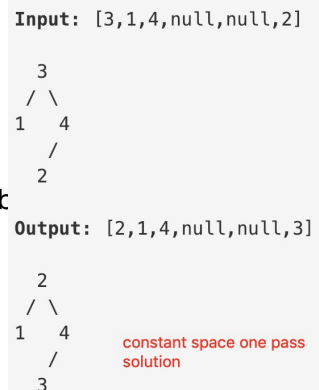 Input: [3,1,4,null,null,2]
3
/ \
1 4
/
2
Output: [2,1,4,null,null,3]
2
/ \
1 4
/
3
constant space one pass
solution